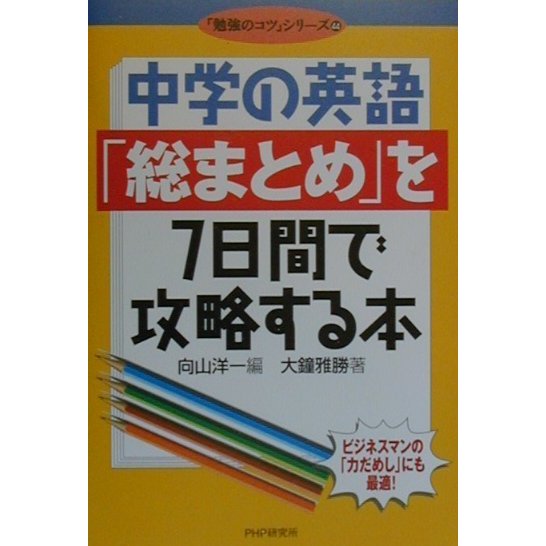 「勉強のコツ」シリーズ㊹
中学の英語
「総まとめ」を
7日間で
攻略する本
向山洋一編 大鐘雅勝著
ビジネスマンの
「力だめし」にも
最適!
PHP研究所